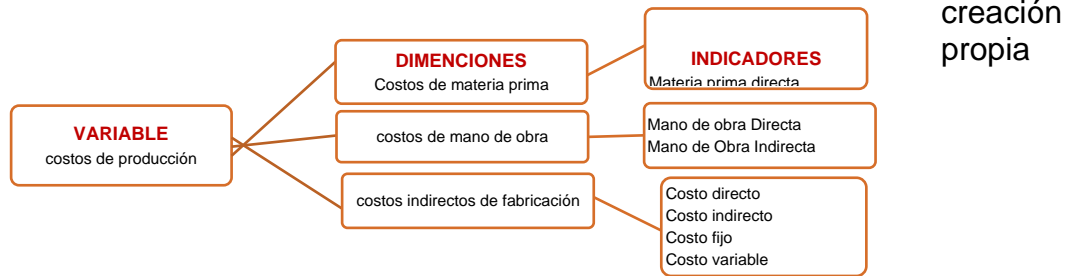 VARIABLE
costos de producción
DIMENCIONES
Costos de materia prima
costos de mano de obra
costos indirectos de fabricación
INDICADORES
Materia prima directa
Mano de obra Directa
Mano de Obra Indirecta
Costo directo
Costo indirecto
Costo fijo
Costo variable
creación
propia